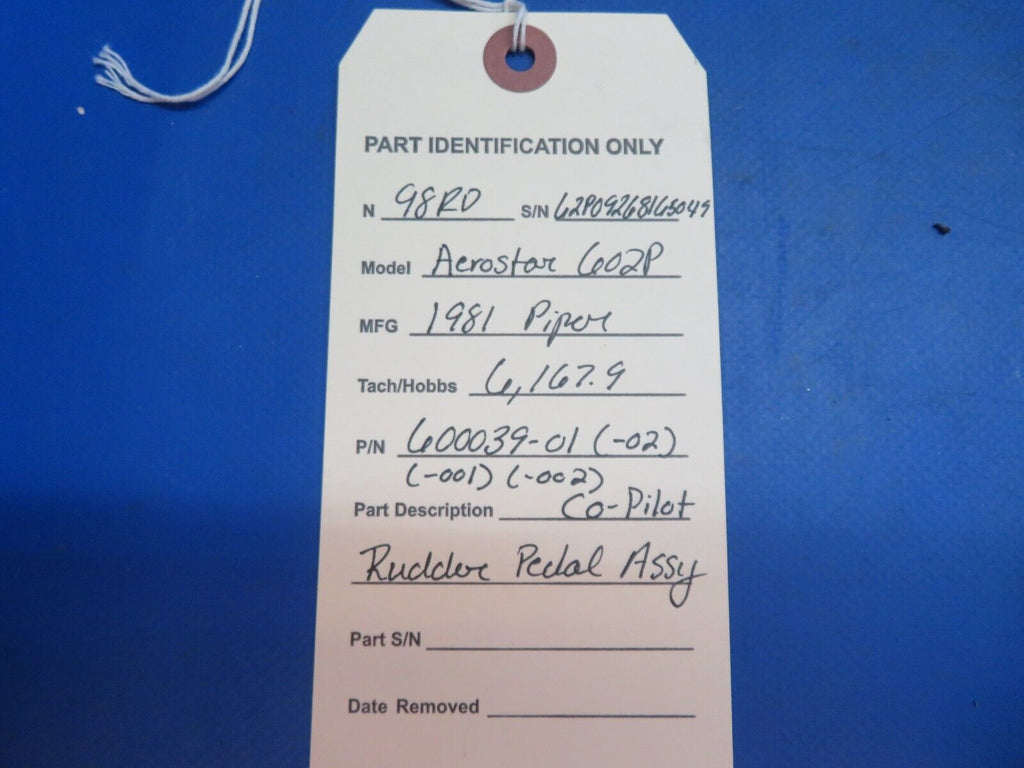 PART IDENTIFICATION ONLY
N 98RD S/N 62P09268165049
Model Aerostar 602P
MFG 1981 Piper
Tach/Hobbs 6,167.9
P/N 600039-01 (-02)
(-001) (-002)
Part Description Co-Pilot
Rudder Pedal Assy
Part S/N
Date Removed